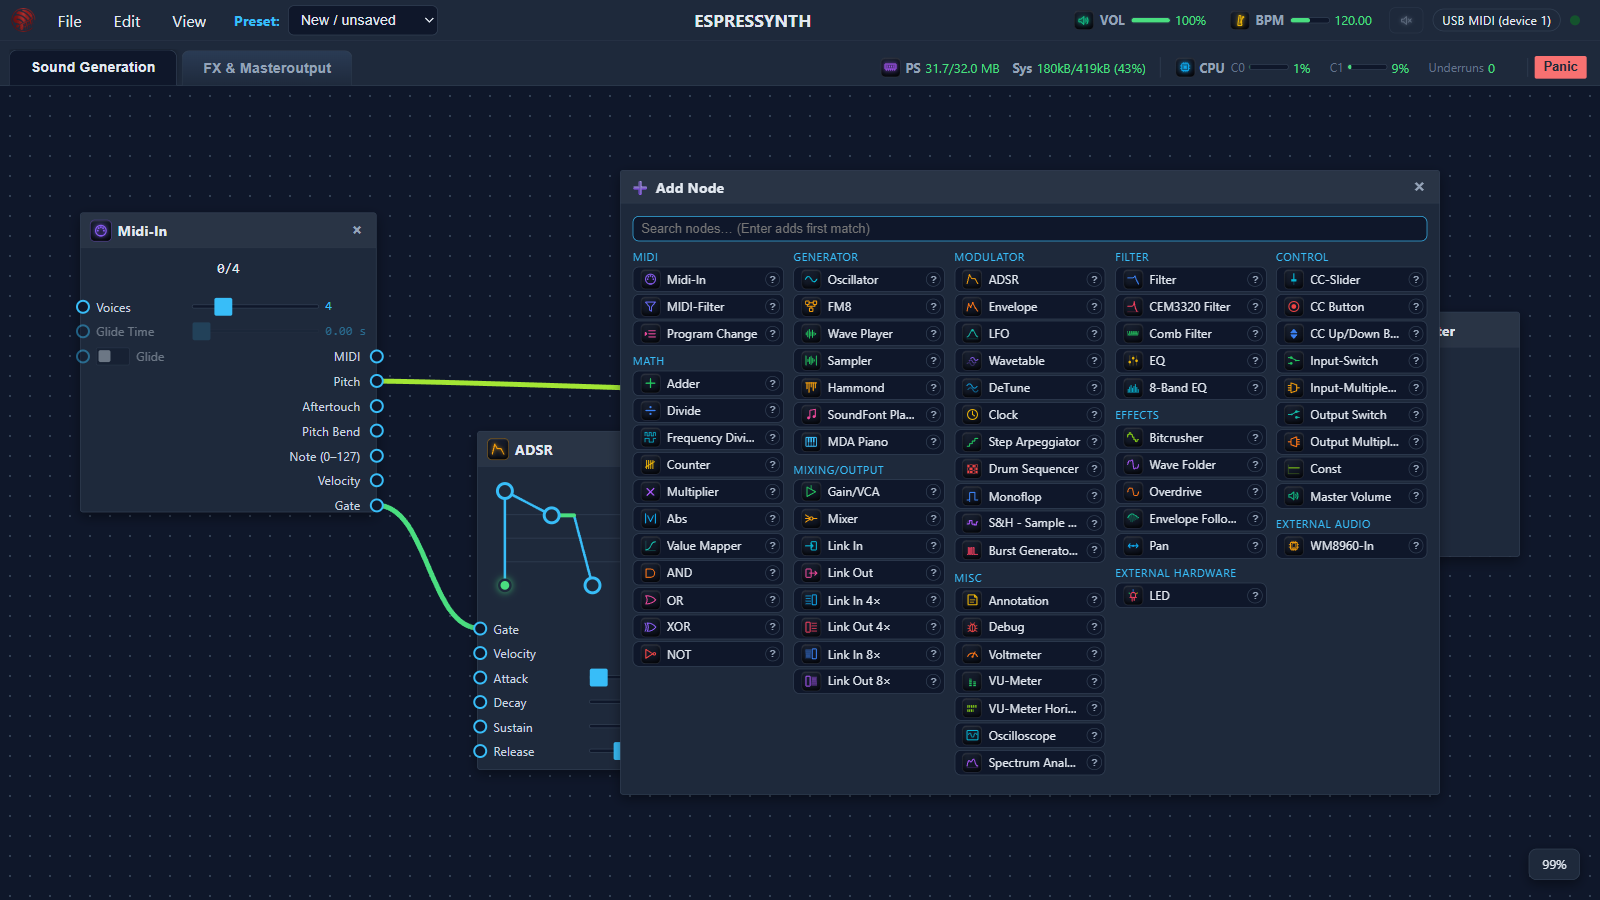 File Edit View Preset: New / unsaved ESPRESSYNTH VOL 100% BPM 120.00 USB MIDI (device 1)
Sound Generation FX & Masteroutput PS 31.7/32.0 MB Sys 180kB/419kB (43%) CPU C0 1% C1 9% Underruns 0 Panic
Midi-In ×
0/4
Voices 4
Glide Time 0.00 s
Glide
MIDI
Pitch
Aftertouch
Pitch Bend
Note (0–127)
Velocity
Gate
ADSR
Gate
Velocity
Attack
Decay
Sustain
Release
Add Node ×
Search nodes... (Enter adds first match)
MIDI
Midi-In ?
MIDI-Filter ?
Program Change ?
MATH
Adder ?
Divide ?
Frequency Divi... ?
Counter ?
Multiplier ?
Abs ?
Value Mapper ?
AND ?
OR ?
XOR ?
NOT ?
GENERATOR
Oscillator ?
FM8 ?
Wave Player ?
Sampler ?
Hammond ?
SoundFont Pla... ?
MDA Piano ?
MIXING/OUTPUT
Gain/VCA ?
Mixer ?
Link In ?
Link Out ?
Link In 4× ?
Link Out 4× ?
Link In 8× ?
Link Out 8× ?
MODULATOR
ADSR ?
Envelope ?
LFO ?
Wavetable ?
DeTune ?
Clock ?
Step Arpeggiator ?
Drum Sequencer ?
Monoflop ?
S&H - Sample ... ?
Burst Generato... ?
MISC
Annotation ?
Debug ?
Voltmeter ?
VU-Meter ?
VU-Meter Hori... ?
Oscilloscope ?
Spectrum Anal... ?
FILTER
Filter ?
CEM3320 Filter ?
Comb Filter ?
EQ ?
8-Band EQ ?
EFFECTS
Bitcrusher ?
Wave Folder ?
Overdrive ?
Envelope Follo... ?
Pan ?
EXTERNAL HARDWARE
LED ?
CONTROL
CC-Slider ?
CC Button ?
CC Up/Down B... ?
Input-Switch ?
Input-Multiple... ?
Output Switch ?
Output Multipl... ?
Const ?
Master Volume ?
EXTERNAL AUDIO
WM8960-In ?
ter
99%